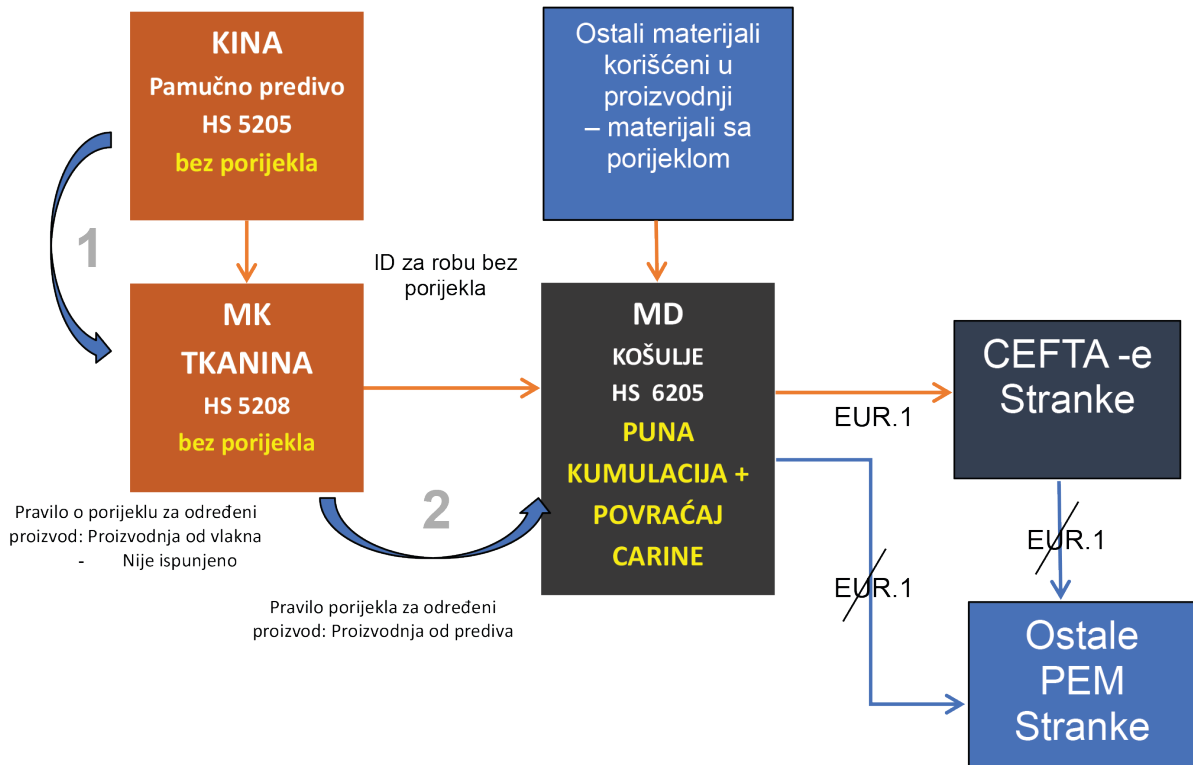 KINA
Pamučno predivo
HS 5205
bez porijekla
Ostali materijali
korišćeni u
proizvodnji
– materijali sa
porijeklom
1
ID za robu bez
porijekla
MK
TKANINA
HS 5208
bez porijekla
MD
KOŠULJE
HS 6205
PUNA
KUMULACIJA +
POVRAĆAJ
CARINE
CEFTA -e
Stranke
EUR.1
Pravilo o porijeklu za određeni
proizvod: Proizvodnja od vlakna
- Nije ispunjeno
2
Pravilo porijekla za određeni
proizvod: Proizvodnja od prediva
EUR.1
EUR.1
Ostale
PEM
Stranke